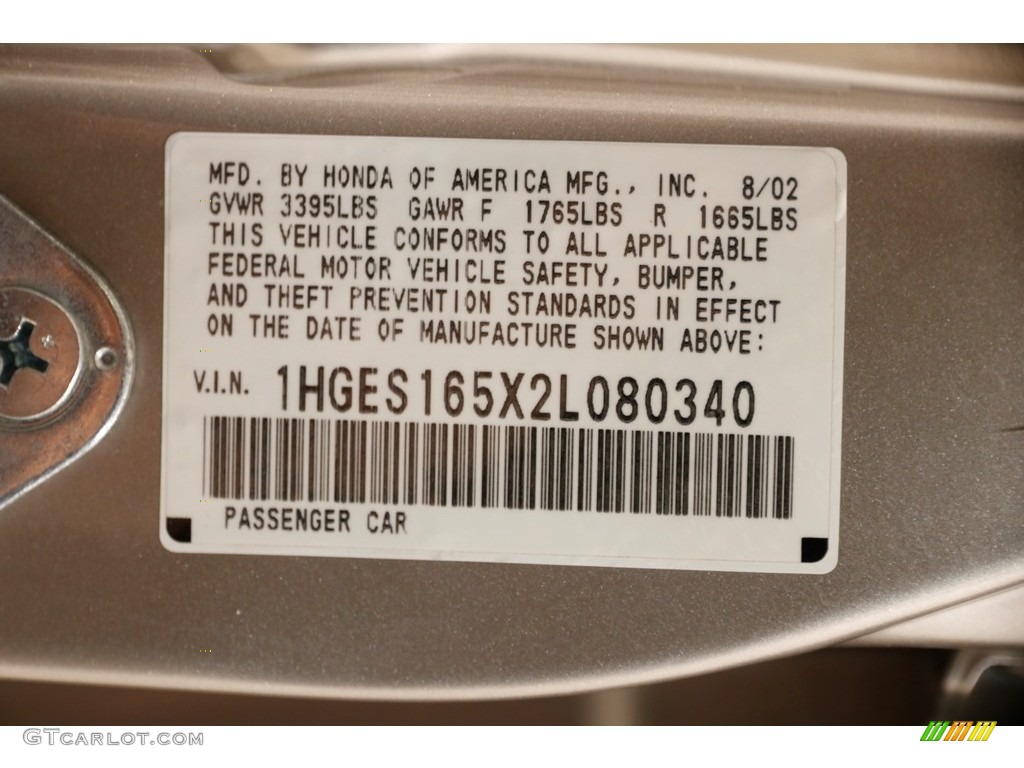 MFD. BY HONDA OF AMERICA MFG., INC. 8/02
GVWR 3395LBS GAWR F 1765LBS R 1665LBS
THIS VEHICLE CONFORMS TO ALL APPLICABLE
FEDERAL MOTOR VEHICLE SAFETY, BUMPER,
AND THEFT PREVENTION STANDARDS IN EFFECT
ON THE DATE OF MANUFACTURE SHOWN ABOVE:
V.I.N. 1HGES165X2L080340
PASSENGER CAR
GTCARLOT.COM